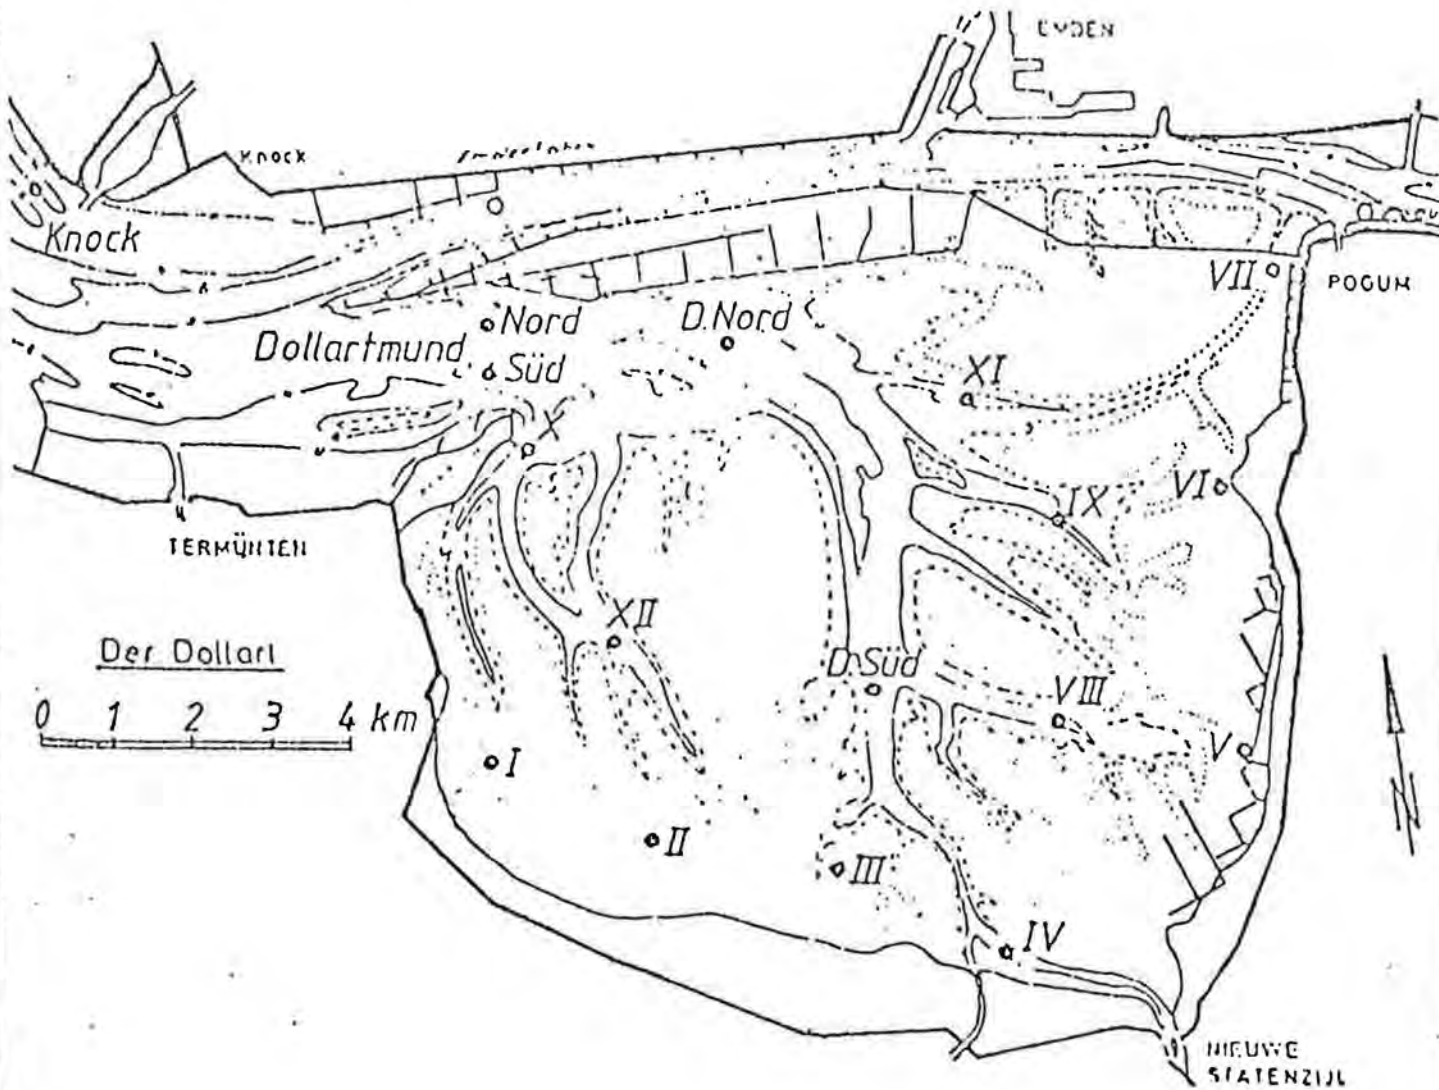 EMDEN
Knock
Knock
VII
POGUM
Nord
D.Nord
Dollartmund
Süd
XI
X
VI
IX
TERMÜNTEN
XII
Der Dollart
D.Süd
VIII
0 1 2 3 4 km
V
I
II
III
IV
NIEUWE
STATENZIJL